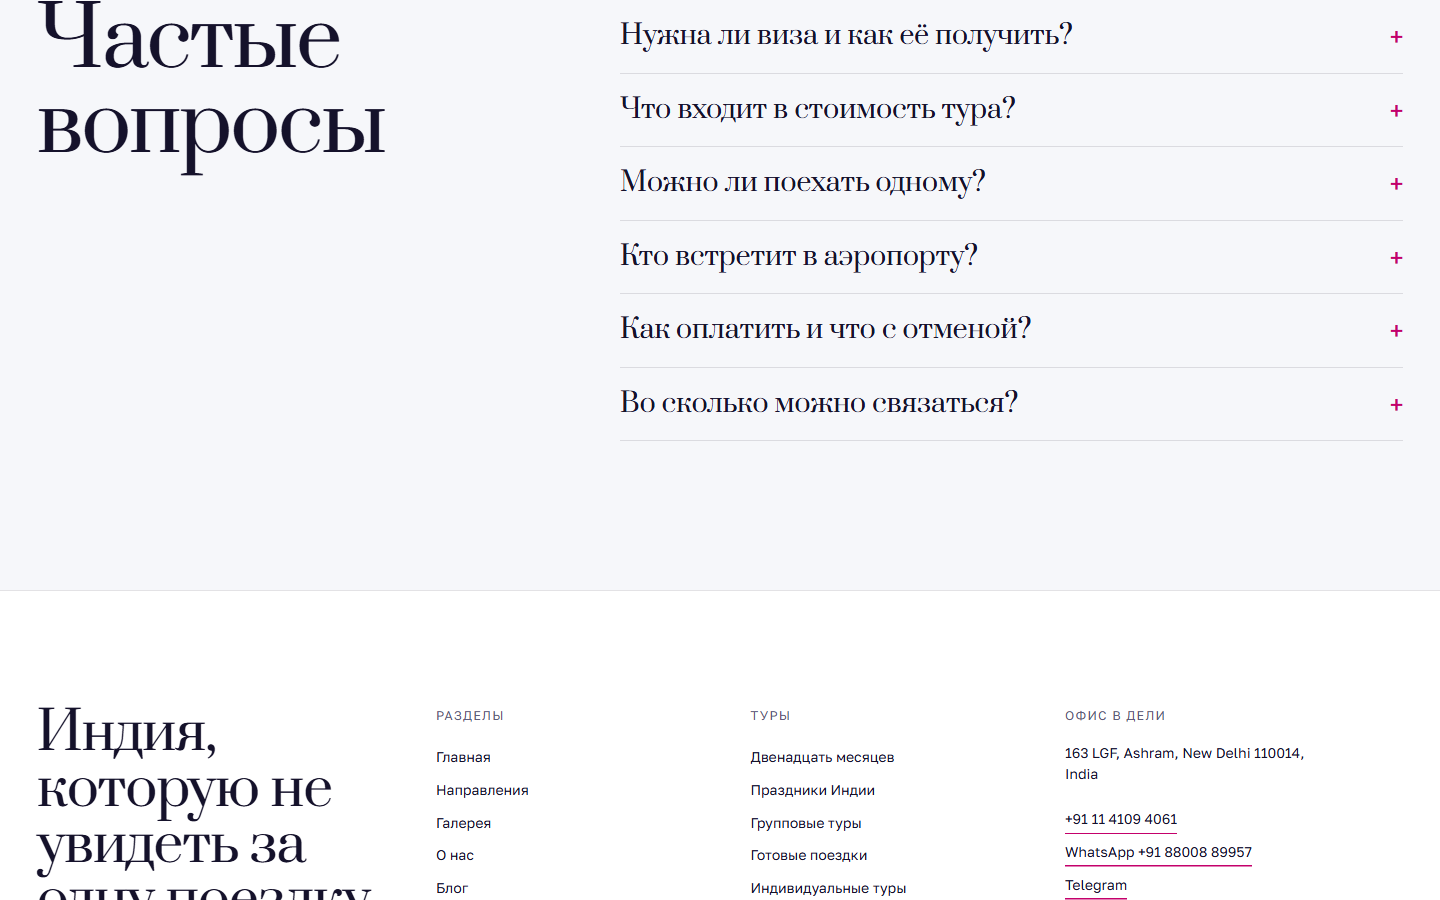 Частые
вопросы
Нужна ли виза и как её получить?
+
Что входит в стоимость тура?
+
Можно ли поехать одному?
+
Кто встретит в аэропорту?
+
Как оплатить и что с отменой?
+
Во сколько можно связаться?
+
Индия,
которую не
увидеть за
одну поездку
РАЗДЕЛЫ
Главная
Направления
Галерея
О нас
Блог
ТУРЫ
Двенадцать месяцев
Праздники Индии
Групповые туры
Готовые поездки
Индивидуальные туры
ОФИС В ДЕЛИ
163 LGF, Ashram, New Delhi 110014,
India
+91 11 4109 4061
WhatsApp +91 88008 89957
Telegram